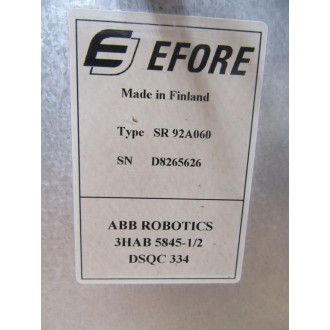 EFORE
Made in Finland
Type SR 92A060
SN D8265626
ABB ROBOTICS
3HAB 5845-1/2
DSQC 334